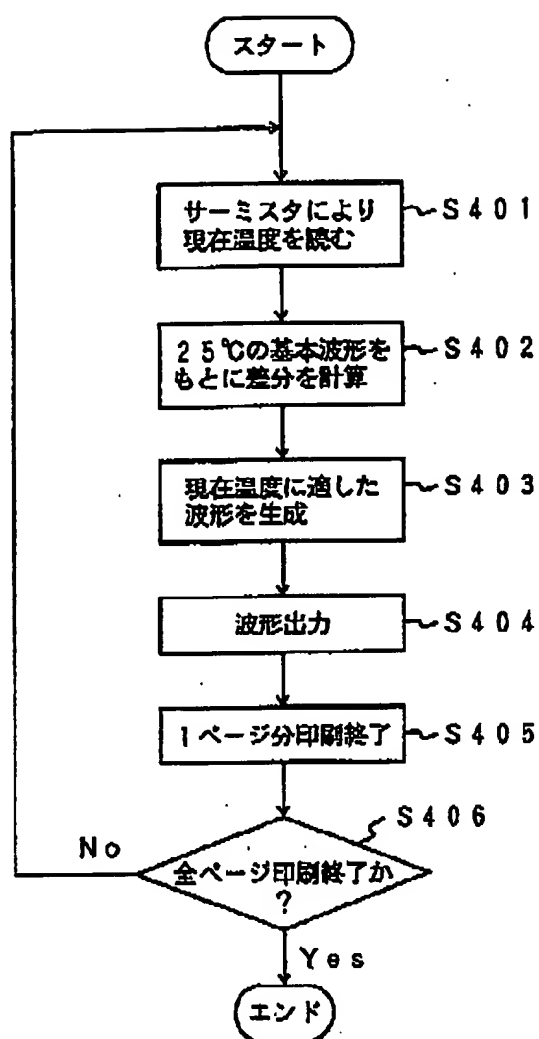 スタート
サーミスタにより
現在温度を読む
S401
25℃の基本波形を
もとに差分を計算
S402
現在温度に適した
波形を生成
S403
波形出力
S404
1ページ分印刷終了
S405
S406
No
全ページ印刷終了か
?
Yes
エンド